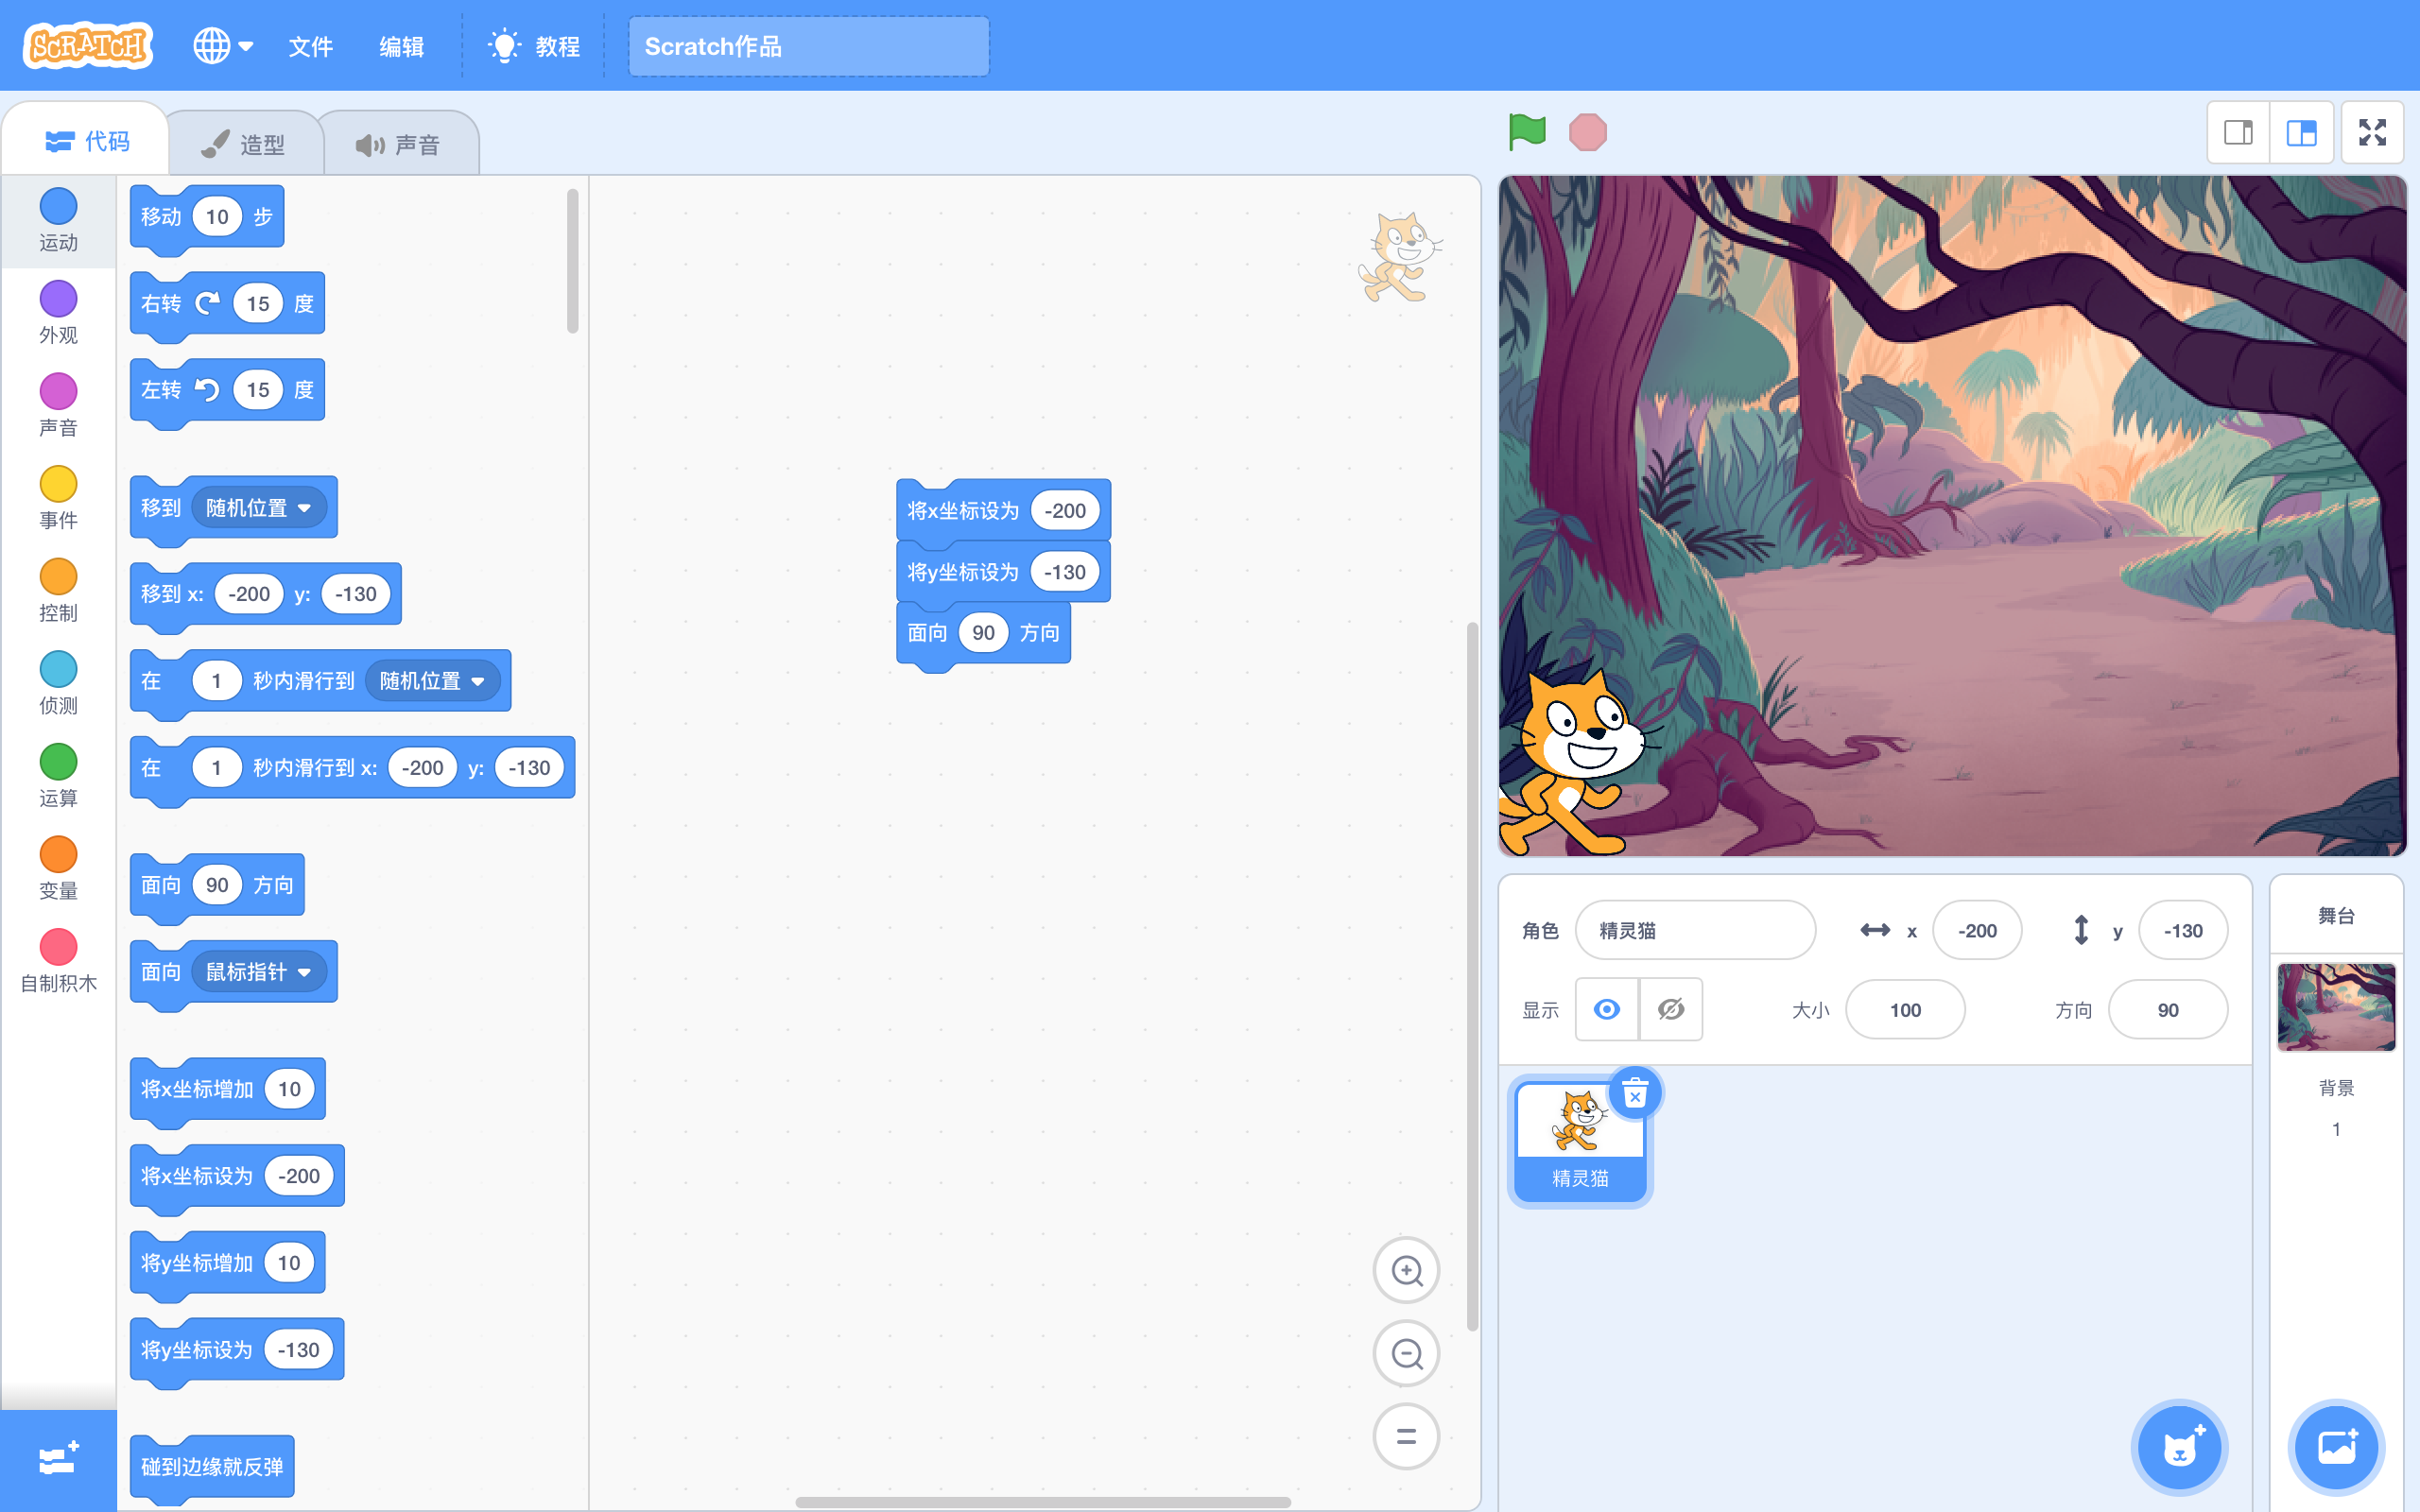 SCRATCH 文件 编辑 教程 Scratch作品
代码 造型 声音
运动
外观
声音
事件
控制
侦测
运算
变量
自制积木
移动 10 步
右转 15 度
左转 15 度
移到 随机位置
移到 x: -200 y: -130
在 1 秒内滑行到 随机位置
在 1 秒内滑行到 x: -200 y: -130
面向 90 方向
面向 鼠标指针
将x坐标增加 10
将x坐标设为 -200
将y坐标增加 10
将y坐标设为 -130
碰到边缘就反弹
将x坐标设为 -200
将y坐标设为 -130
面向 90 方向
角色 精灵猫 x -200 y -130
显示 大小 100 方向 90
精灵猫
舞台
背景
1